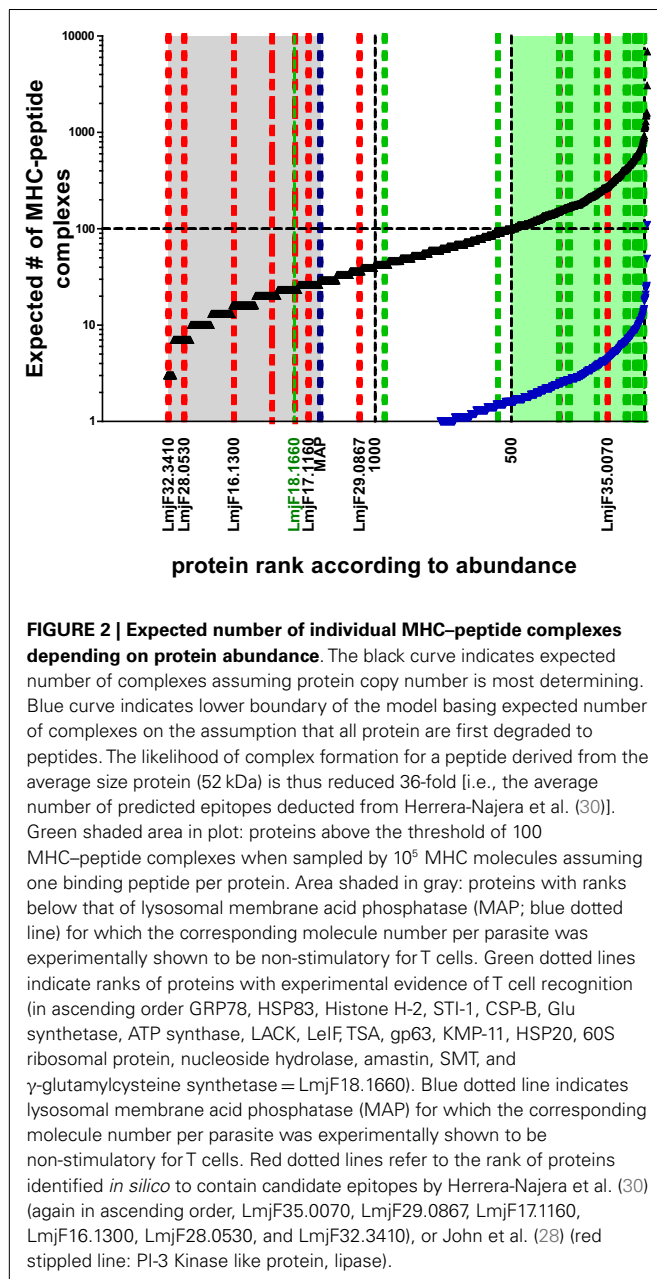 10000
1000
100
10
1
Expected # of MHC-peptide
complexes
LmjF32.3410
LmjF28.0530
LmjF16.1300
LmjF18.1660
LmjF17.1160
MAP
LmjF29.0867
1000
500
LmjF35.0070
protein rank according to abundance
FIGURE 2 | Expected number of individual MHC–peptide complexes
depending on protein abundance. The black curve indicates expected
number of complexes assuming protein copy number is most determining.
Blue curve indicates lower boundary of the model basing expected number
of complexes on the assumption that all protein are first degraded to
peptides. The likelihood of complex formation for a peptide derived from the
average size protein (52 kDa) is thus reduced 36-fold [i.e., the average
number of predicted epitopes deducted from Herrera-Najera et al. (30)].
Green shaded area in plot: proteins above the threshold of 100
MHC–peptide complexes when sampled by 10⁵ MHC molecules assuming
one binding peptide per protein. Area shaded in gray: proteins with ranks
below that of lysosomal membrane acid phosphatase (MAP; blue dotted
line) for which the corresponding molecule number per parasite was
experimentally shown to be non-stimulatory for T cells. Green dotted lines
indicate ranks of proteins with experimental evidence of T cell recognition
(in ascending order GRP78, HSP83, Histone H-2, STI-1, CSP-B, Glu
synthetase, ATP synthase, LACK, LeIF, TSA, gp63, KMP-11, HSP20, 60S
ribosomal protein, nucleoside hydrolase, amastin, SMT, and
γ-glutamylcysteine synthetase = LmjF18.1660). Blue dotted line indicates
lysosomal membrane acid phosphatase (MAP) for which the corresponding
molecule number per parasite was experimentally shown to be
non-stimulatory for T cells. Red dotted lines refer to the rank of proteins
identified in silico to contain candidate epitopes by Herrera-Najera et al. (30)
(again in ascending order, LmjF35.0070, LmjF29.0867, LmjF17.1160,
LmjF16.1300, LmjF28.0530, and LmjF32.3410), or John et al. (28) (red
stippled line: PI-3 Kinase like protein, lipase).